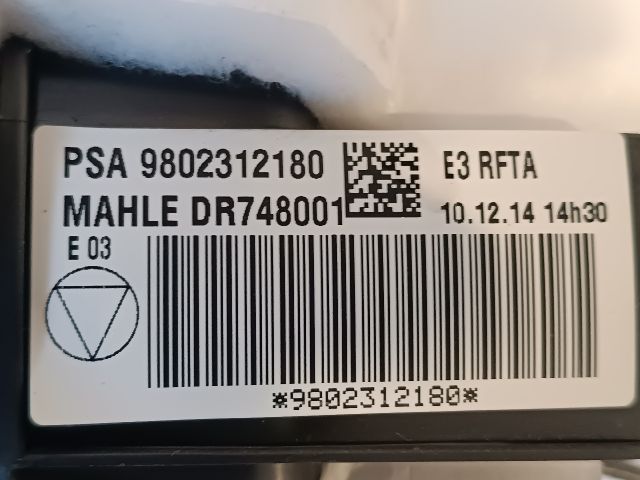 PSA 9802312180
E3 RFTA
MAHLE DR748001
10.12.14 14h30
E 03
*9802312180*